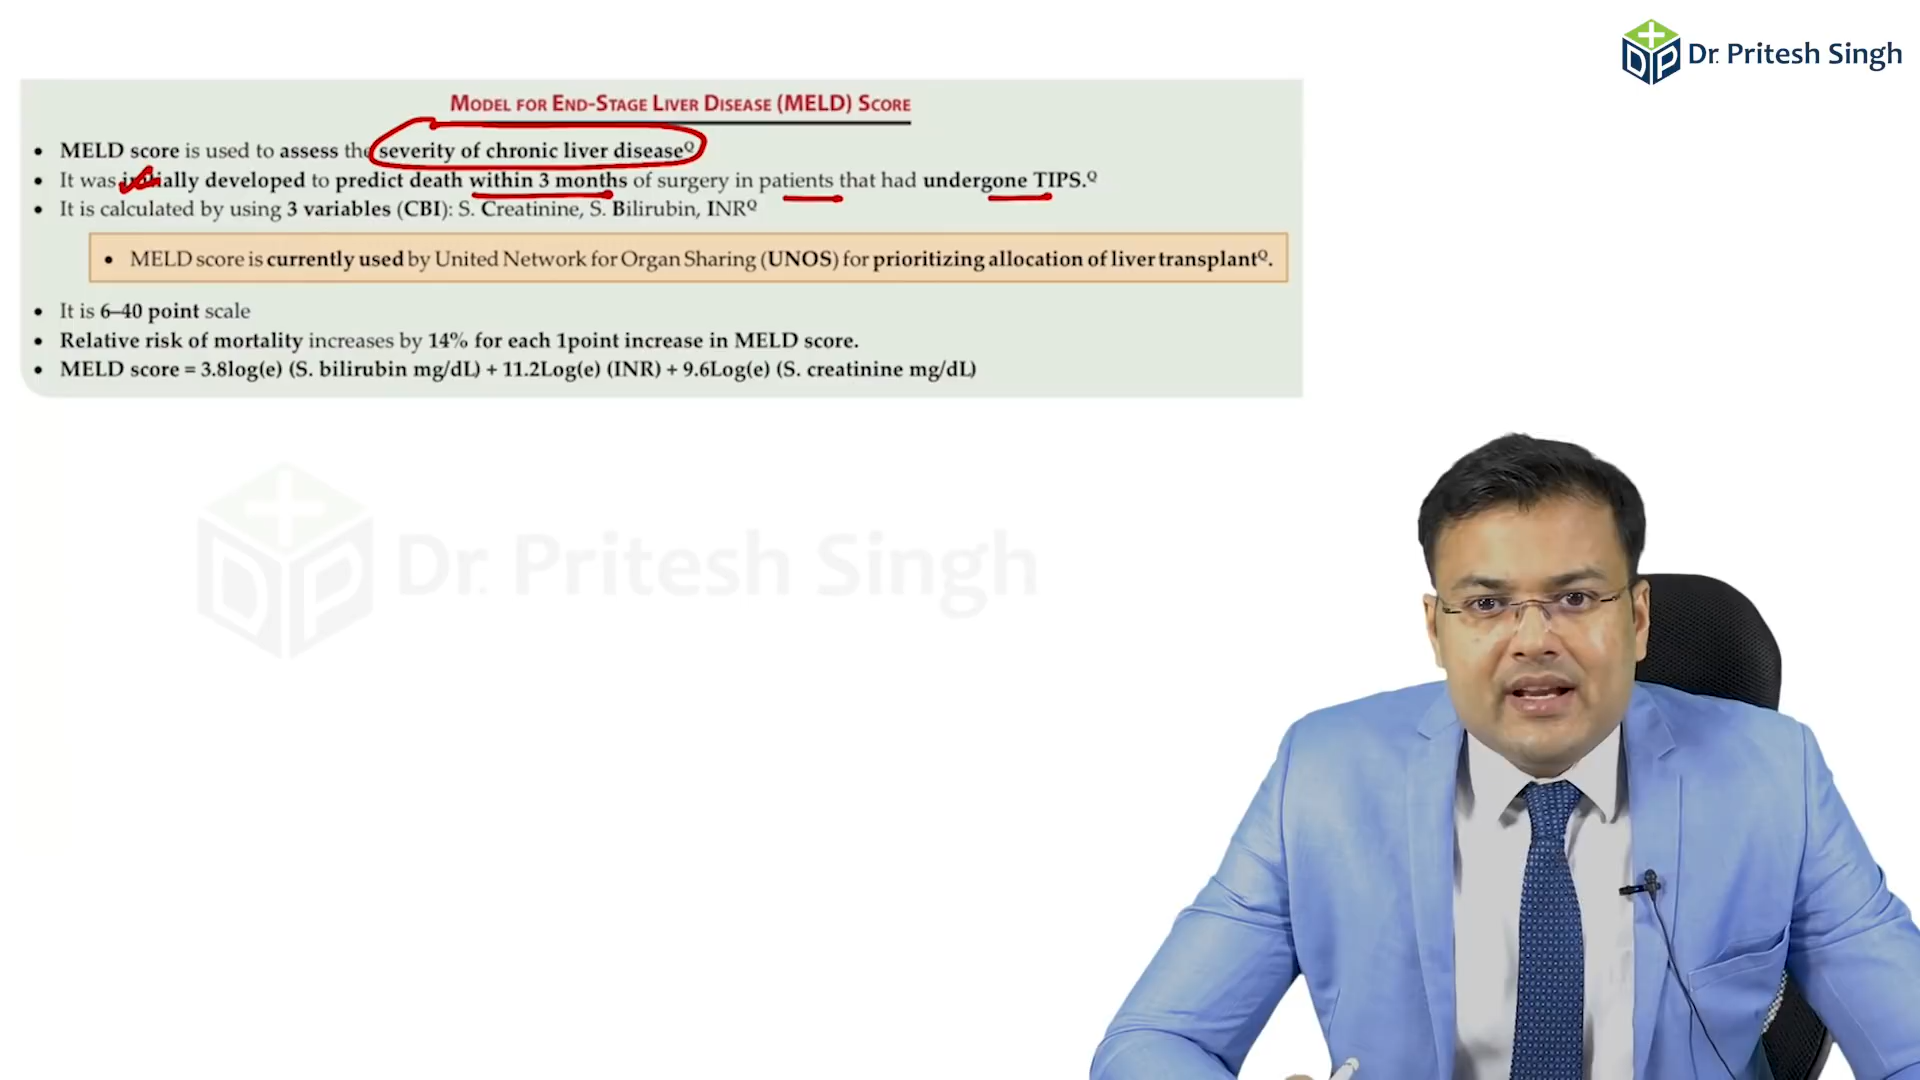 Dr. Pritesh Singh
MODEL FOR END-STAGE LIVER DISEASE (MELD) SCORE
• MELD score is used to assess the severity of chronic liver diseaseQ
• It was initially developed to predict death within 3 months of surgery in patients that had undergone TIPS.Q
• It is calculated by using 3 variables (CBI): S. Creatinine, S. Bilirubin, INRQ
• MELD score is currently used by United Network for Organ Sharing (UNOS) for prioritizing allocation of liver transplantQ.
• It is 6–40 point scale
• Relative risk of mortality increases by 14% for each 1point increase in MELD score.
• MELD score = 3.8log(e) (S. bilirubin mg/dL) + 11.2Log(e) (INR) + 9.6Log(e) (S. creatinine mg/dL)
DP Dr. Pritesh Singh